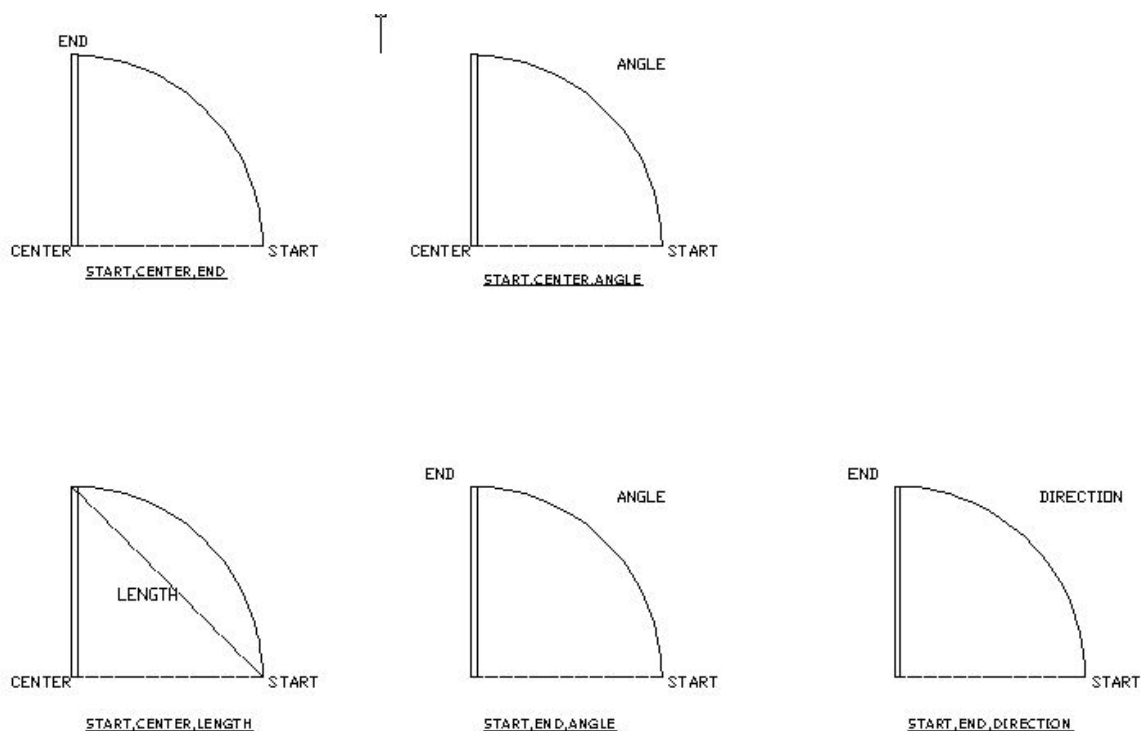 END
ANGLE
CENTER START
CENTER START
START,CENTER,END
START,CENTER,ANGLE
END
ANGLE
END
DIRECTION
LENGTH
CENTER START
START
START
START,CENTER,LENGTH
START,END,ANGLE
START,END,DIRECTION